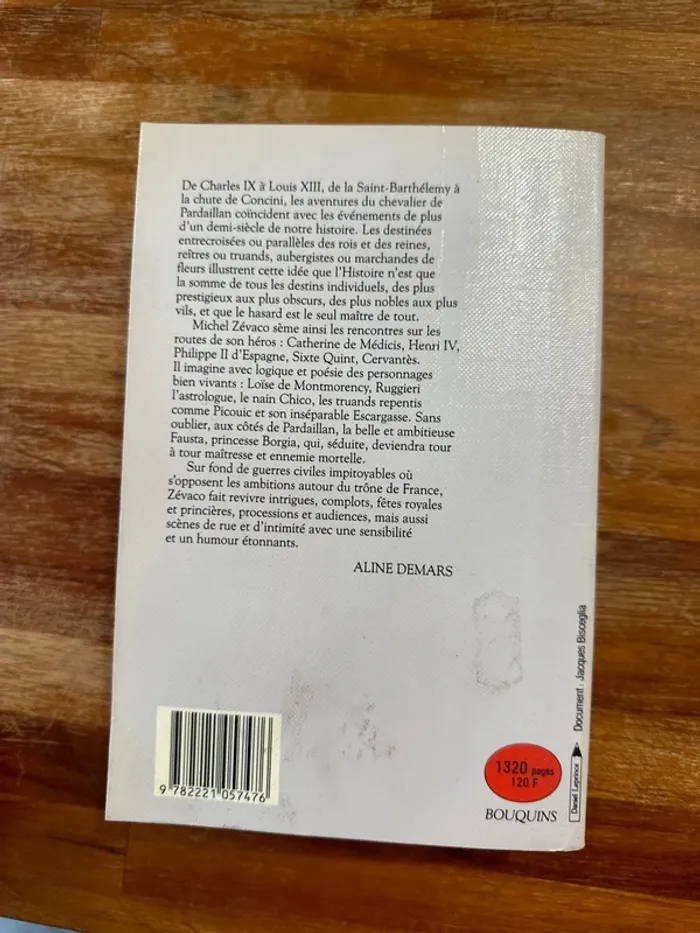 De Charles IX à Louis XIII, de la Saint-Barthélemy à
la chute de Concini, les aventures du chevalier de
Pardaillan coïncident avec les événements de plus
d'un demi-siècle de notre histoire. Les destinées
entrecroisées ou parallèles des rois et des reines,
reîtres ou truands, aubergistes ou marchandes de
fleurs illustrent cette idée que l'Histoire n'est que
la somme de tous les destins individuels, des plus
prestigieux aux plus obscurs, des plus nobles aux plus
vils, et que le hasard est le seul maître de tout.
Michel Zévaco sème ainsi les rencontres sur les
routes de son héros : Catherine de Médicis, Henri IV,
Philippe II d'Espagne, Sixte Quint, Cervantès.
Il imagine avec logique et poésie des personnages
bien vivants : Loïse de Montmorency, Ruggieri
l'astrologue, le nain Chico, les truands repentis
comme Picouic et son inséparable Escargasse. Sans
oublier, aux côtés de Pardaillan, la belle et ambitieuse
Fausta, princesse Borgia, qui, séduite, deviendra tour
à tour maîtresse et ennemie mortelle.
Sur fond de guerres civiles impitoyables où
s'opposent les ambitions autour du trône de France,
Zévaco fait revivre intrigues, complots, fêtes royales
et princières, processions et audiences, mais aussi
scènes de rue et d'intimité avec une sensibilité
et un humour étonnants.
ALINE DEMARS
9 782221 057476
1320 pages
120 F
BOUQUINS
Daniel Leprince
Document : Jacques Bisceglia